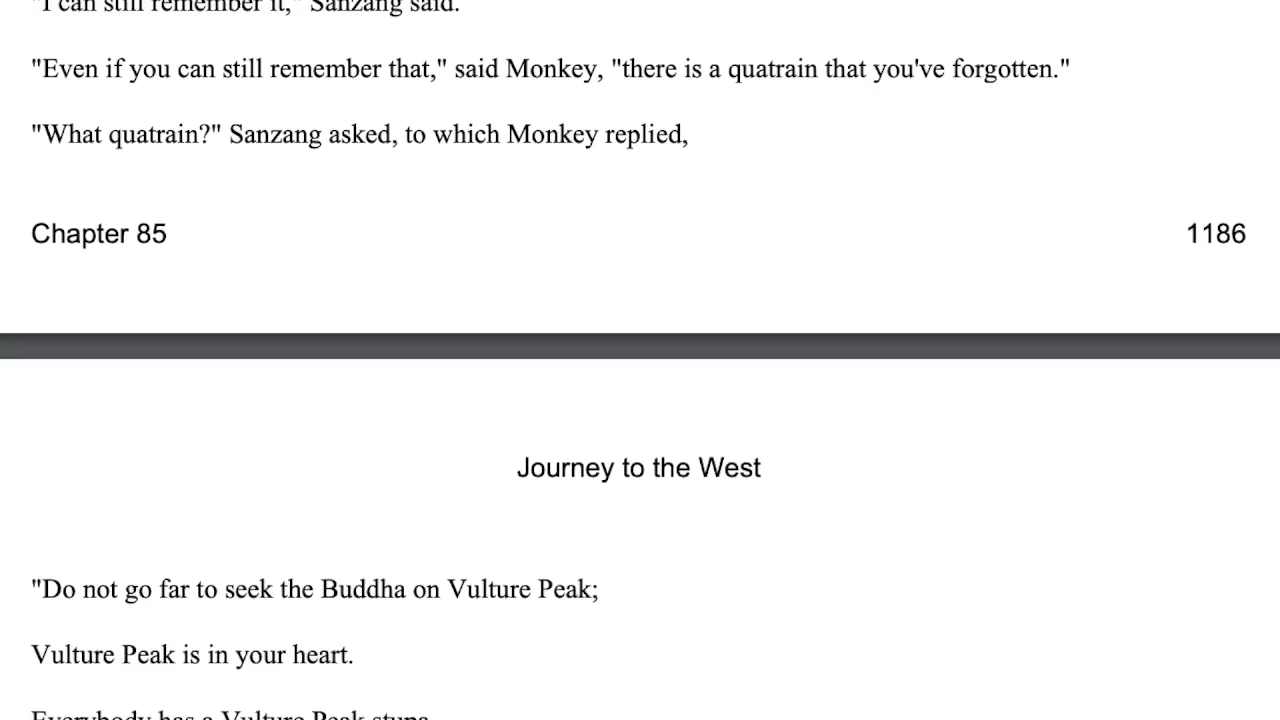 "I can still remember it," Sanzang said.
"Even if you can still remember that," said Monkey, "there is a quatrain that you've forgotten."
"What quatrain?" Sanzang asked, to which Monkey replied,
Chapter 85 1186
Journey to the West
"Do not go far to seek the Buddha on Vulture Peak;
Vulture Peak is in your heart.
Everybody has a Vulture Peak stupa